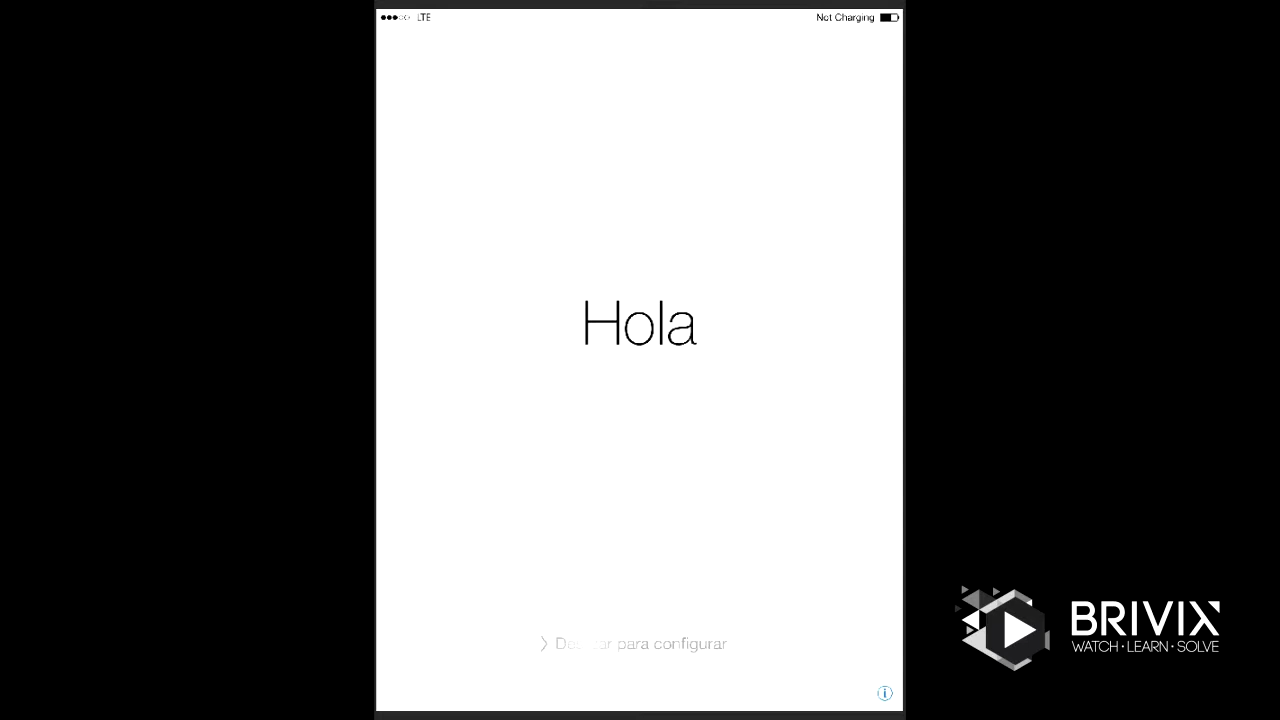 LTE
Not Charging
Hola
para configurar
BRIVIX
WATCH · LEARN · SOLVE